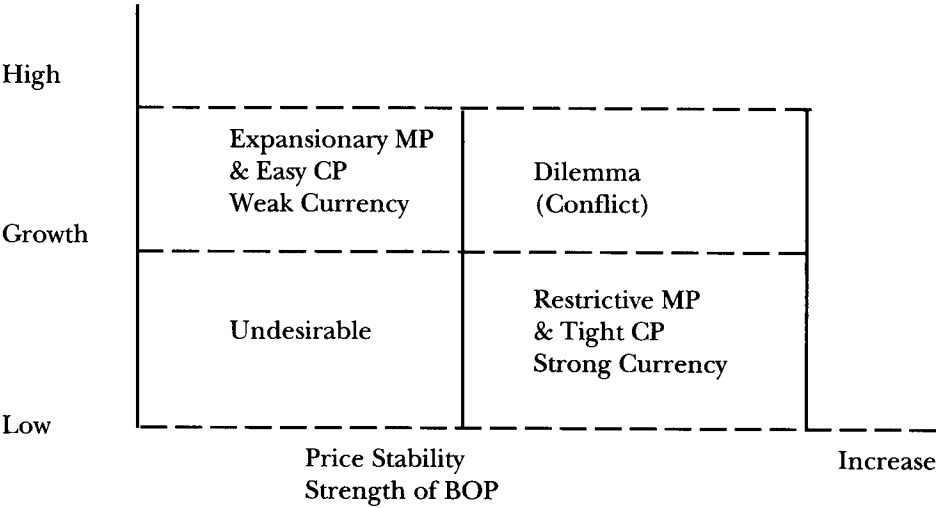 High
Expansionary MP
& Easy CP
Weak Currency
Dilemma
(Conflict)
Growth
Undesirable
Restrictive MP
& Tight CP
Strong Currency
Low
Price Stability
Strength of BOP
Increase